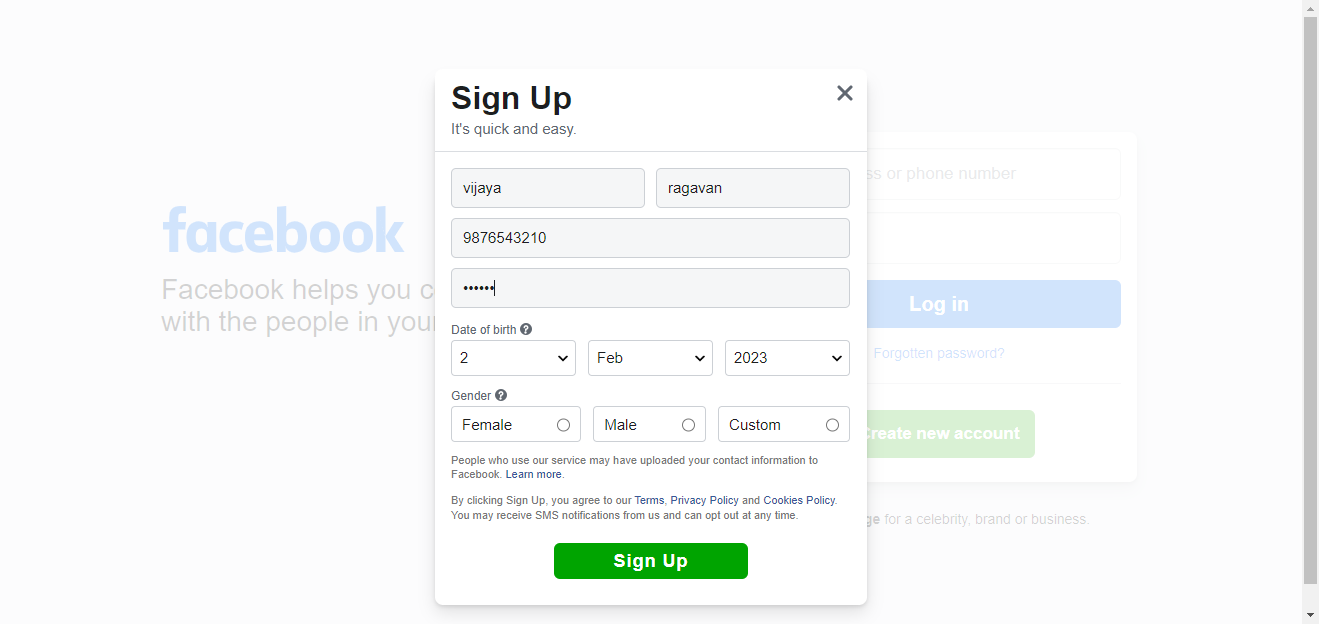 Sign Up
It's quick and easy.
vijaya
ragavan
9876543210
••••••
Date of birth ?
2
Feb
2023
Gender ?
Female
Male
Custom
People who use our service may have uploaded your contact information to
Facebook. Learn more.
By clicking Sign Up, you agree to our Terms, Privacy Policy and Cookies Policy.
You may receive SMS notifications from us and can opt out at any time.
Sign Up
facebook
Facebook helps you c
with the people in your
ss or phone number
Log in
Forgotten password?
Create new account
ge for a celebrity, brand or business.